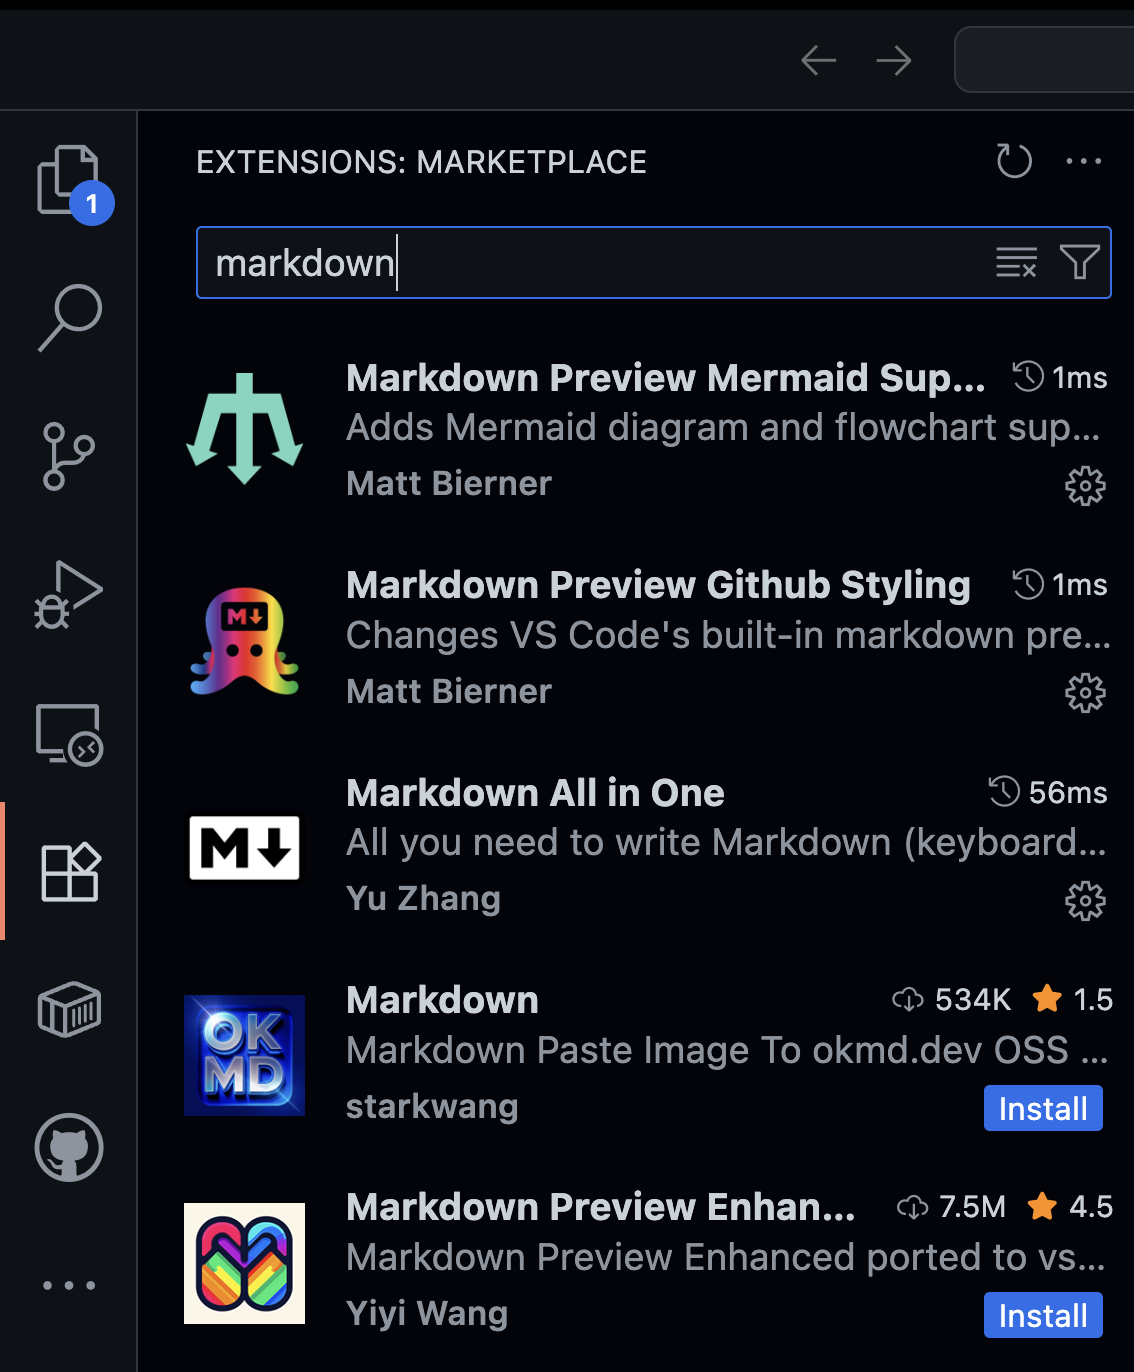 EXTENSIONS: MARKETPLACE
1
markdown
Markdown Preview Mermaid Sup... 1ms
Adds Mermaid diagram and flowchart sup...
Matt Bierner
M↓
Markdown Preview Github Styling 1ms
Changes VS Code's built-in markdown pre...
Matt Bierner
Markdown All in One 56ms
M↓
All you need to write Markdown (keyboard...
Yu Zhang
Markdown 534K 1.5
OK
MD
Markdown Paste Image To okmd.dev OSS ...
starkwang
Install
Markdown Preview Enhan... 7.5M 4.5
Markdown Preview Enhanced ported to vs...
Yiyi Wang
Install